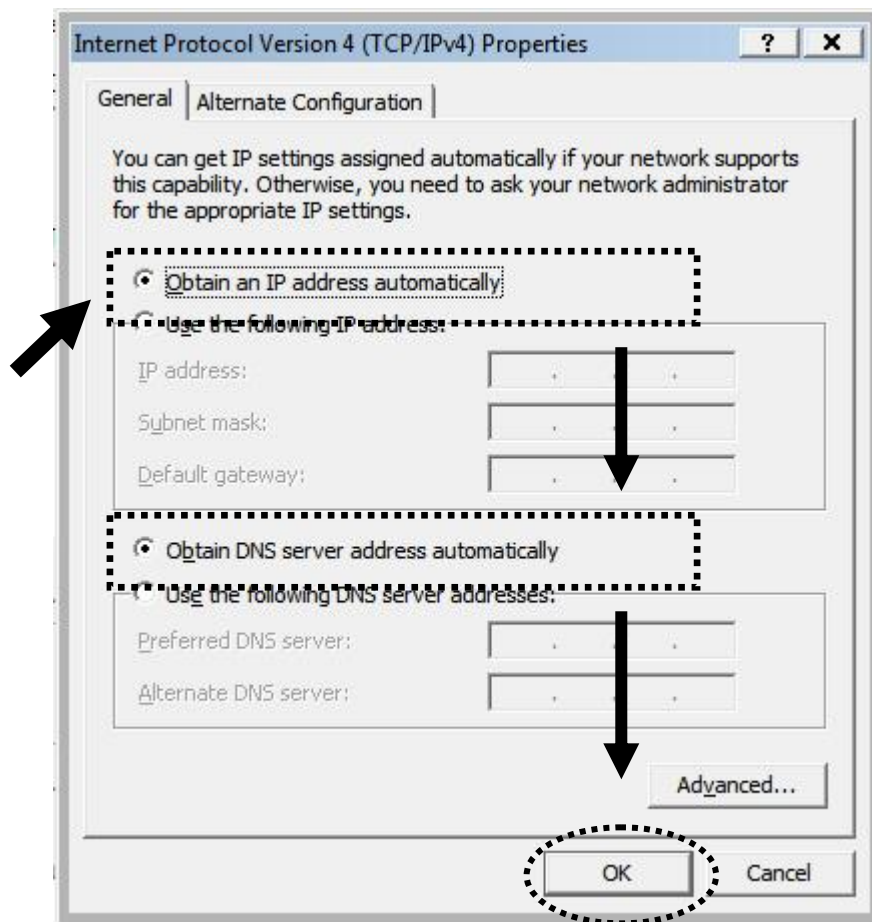 Internet Protocol Version 4 (TCP/IPv4) Properties
?
General
Alternate Configuration
You can get IP settings assigned automatically if your network supports
this capability. Otherwise, you need to ask your network administrator
for the appropriate IP settings.
Obtain an IP address automatically
Use the following IP address:
IP address:
Subnet mask:
Default gateway:
Obtain DNS server address automatically
Use the following DNS server addresses:
Preferred DNS server:
Alternate DNS server:
Advanced...
OK
Cancel